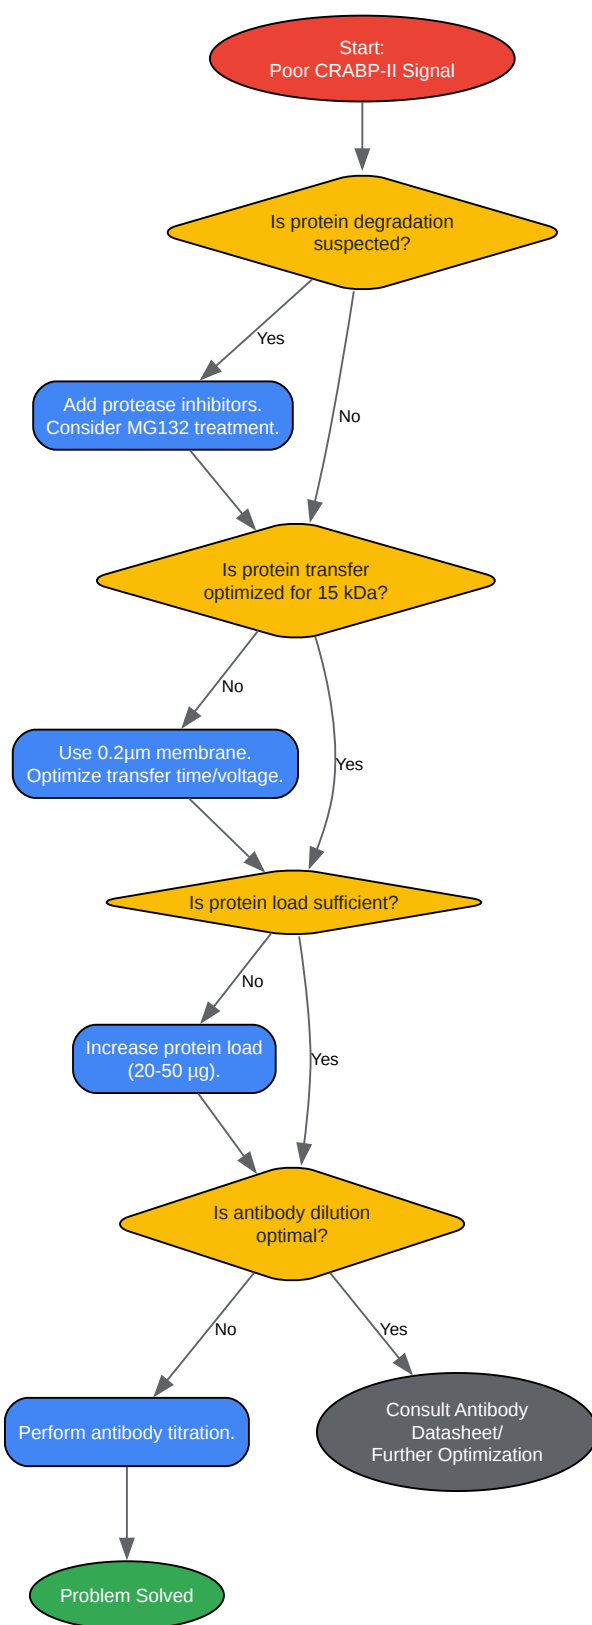 Start:
Poor CRABP-II Signal
Is protein degradation
suspected?
Yes
No
Add protease inhibitors.
Consider MG132 treatment.
Is protein transfer
optimized for 15 kDa?
No
Yes
Use 0.2µm membrane.
Optimize transfer time/voltage.
Is protein load sufficient?
No
Yes
Increase protein load
(20-50 µg).
Is antibody dilution
optimal?
No
Yes
Perform antibody titration.
Consult Antibody
Datasheet/
Further Optimization
Problem Solved